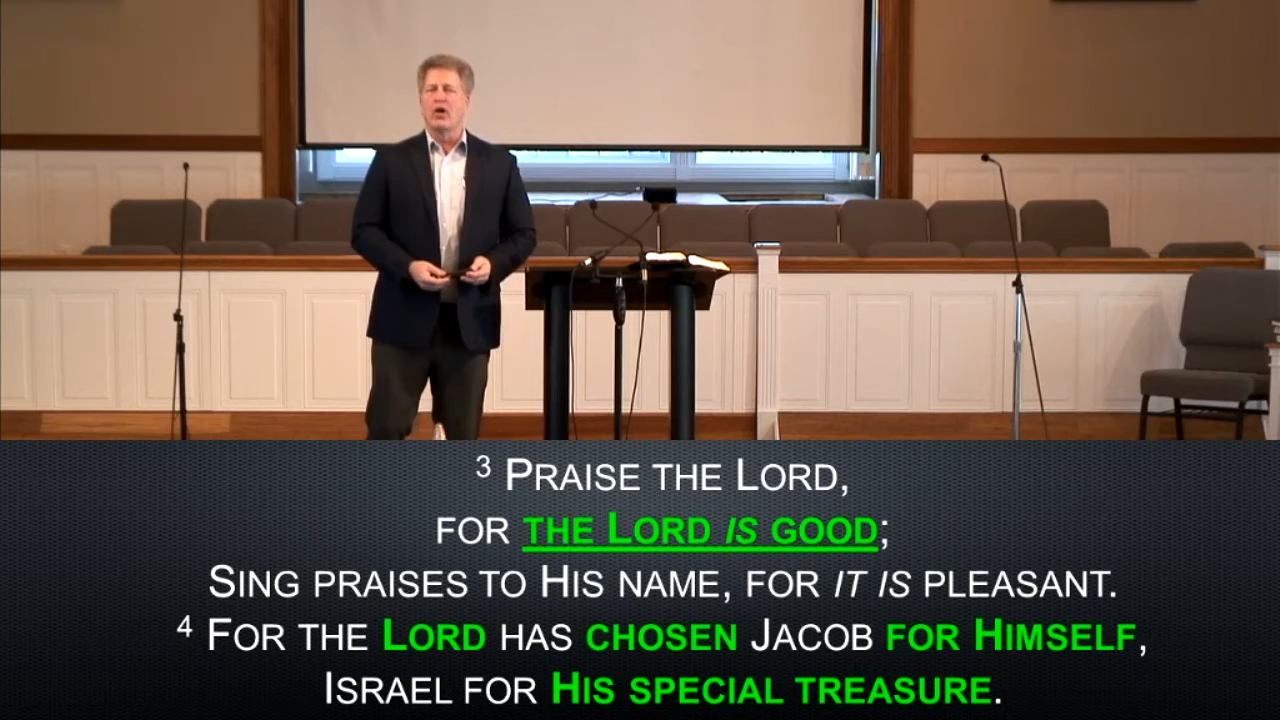 3 Praise the Lord,
for the Lord is good;
Sing praises to His name, for it is pleasant.
4 For the Lord has chosen Jacob for Himself,
Israel for His special treasure.